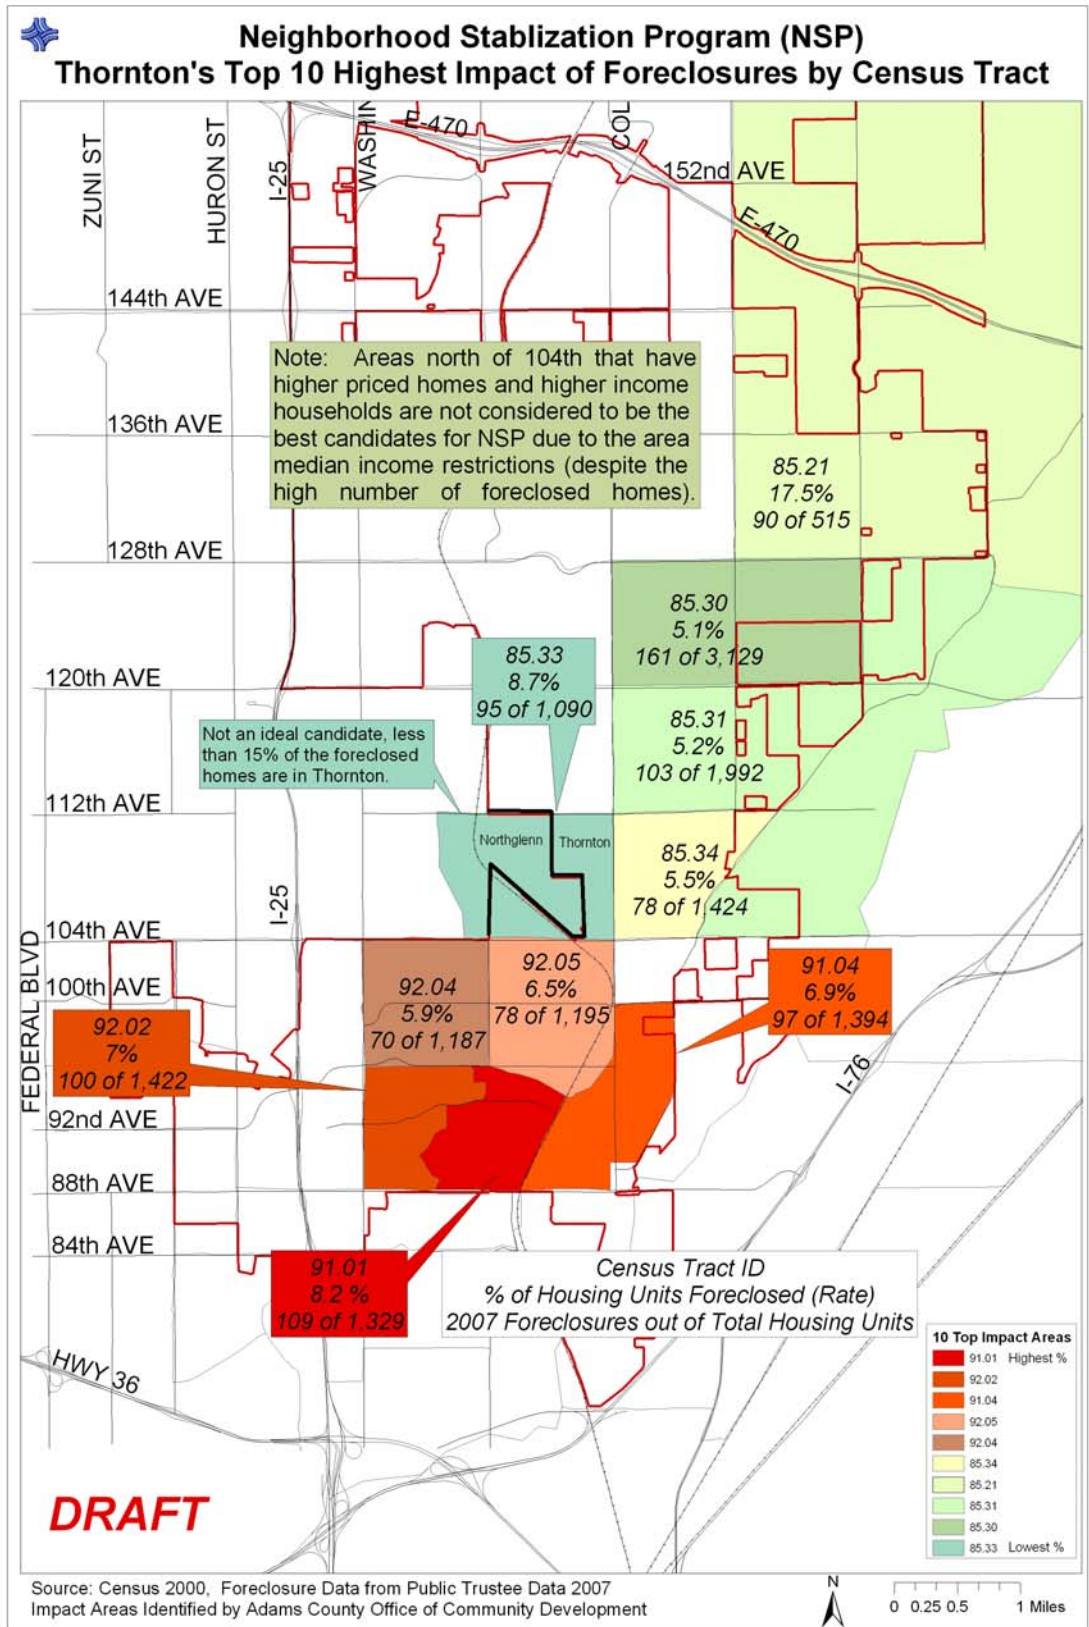 Neighborhood Stablization Program (NSP)
Thornton's Top 10 Highest Impact of Foreclosures by Census Tract
ZUNI ST
HURON ST
I-25
WASHIN
E-470
COL
152nd AVE
E-470
144th AVE
Note: Areas north of 104th that have
higher priced homes and higher income
households are not considered to be the
best candidates for NSP due to the area
median income restrictions (despite the
high number of foreclosed homes).
136th AVE
85.21
17.5%
90 of 515
128th AVE
85.30
5.1%
161 of 3,129
85.33
8.7%
95 of 1,090
120th AVE
Not an ideal candidate, less
than 15% of the foreclosed
homes are in Thornton.
85.31
5.2%
103 of 1,992
112th AVE
Northglenn
Thornton
85.34
5.5%
78 of 1,424
I-25
104th AVE
FEDERAL BLVD
100th AVE
92.04
5.9%
70 of 1,187
92.05
6.5%
78 of 1,195
91.04
6.9%
97 of 1,394
92.02
7%
100 of 1,422
I-76
92nd AVE
88th AVE
84th AVE
91.01
8.2 %
109 of 1,329
Census Tract ID
% of Housing Units Foreclosed (Rate)
2007 Foreclosures out of Total Housing Units
HWY 36
10 Top Impact Areas
91.01 Highest %
92.02
91.04
92.05
92.04
85.34
85.21
85.31
85.30
85.33 Lowest %
DRAFT
Source: Census 2000, Foreclosure Data from Public Trustee Data 2007
Impact Areas Identified by Adams County Office of Community Development
N
0 0.25 0.5 1 Miles